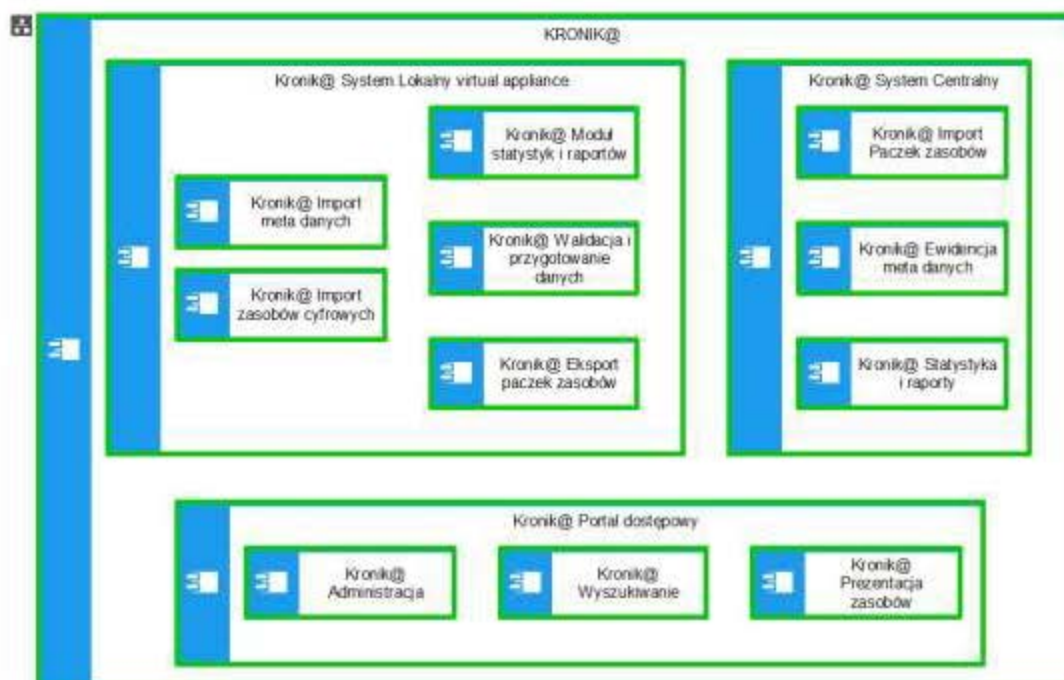 KRONIK@
Kronik@ System Lokalny virtual appliance
Kronik@ Moduł
statystyk i raportów
Kronik@ Import
meta danych
Kronik@ Walidacja i
przygotowanie
danych
Kronik@ Import
zasobów cyfrowych
Kronik@ Eksport
paczek zasobów
Kronik@ System Centralny
Kronik@ Import
Paczek zasobów
Kronik@ Ewidencja
meta danych
Kronik@ Statystyka
i raporty
Kronik@ Portal dostępowy
Kronik@
Administracja
Kronik@
Wyszukiwanie
Kronik@
Prezentacja
zasobów